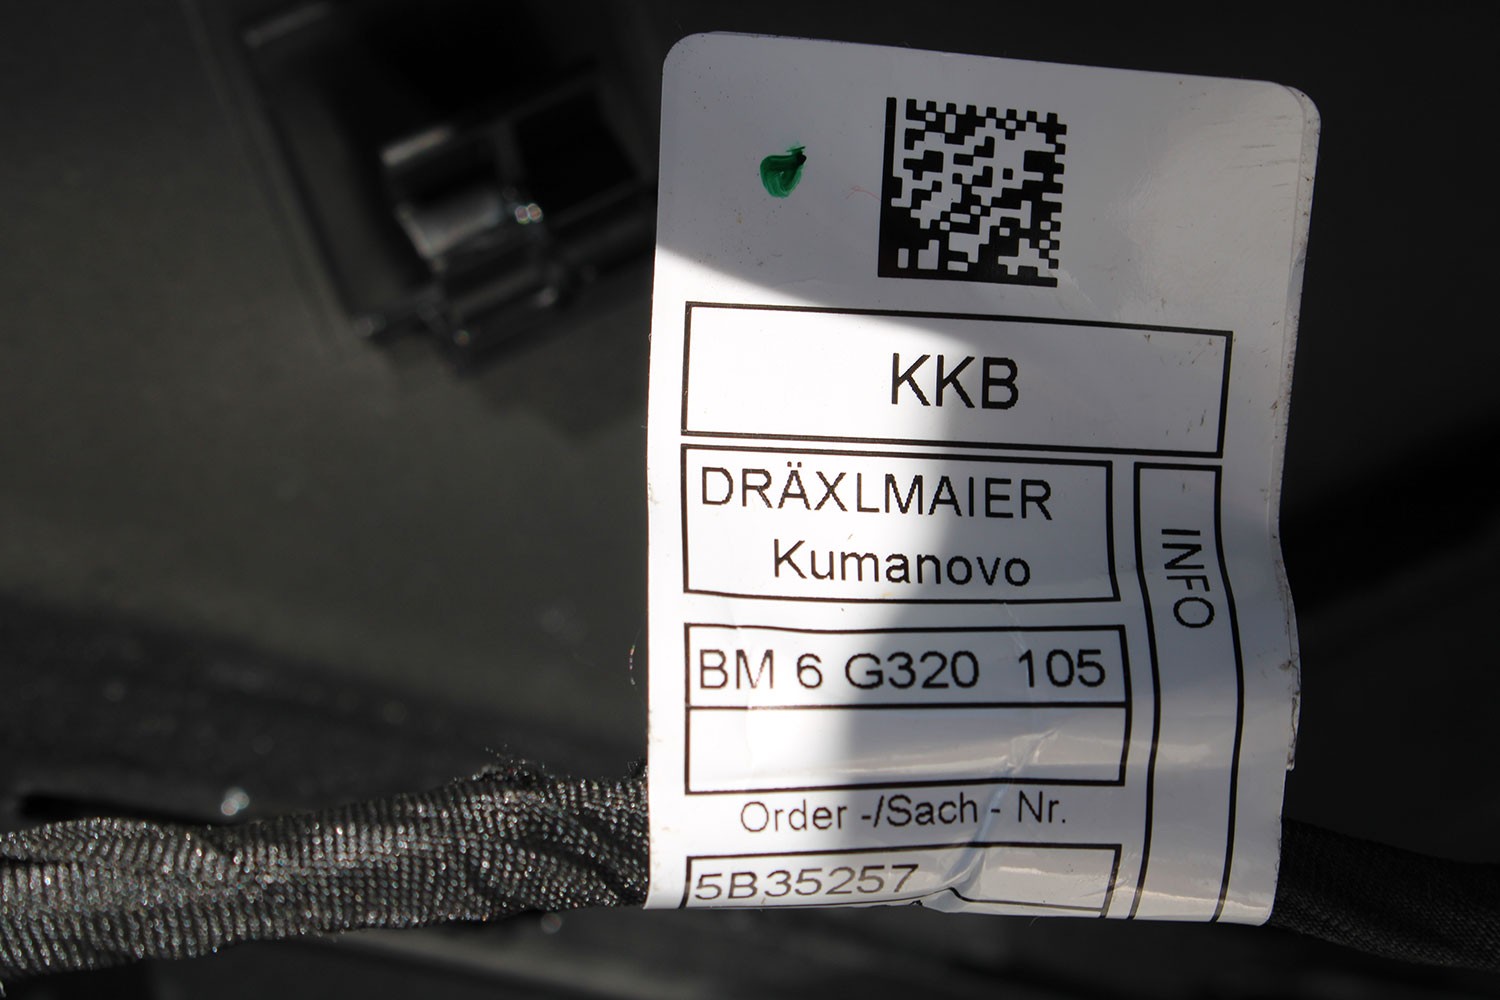 KKB
DRÄXLMAIER
Kumanovo
INFO
BM 6 G320 105
Order -/Sach - Nr.
5B35257